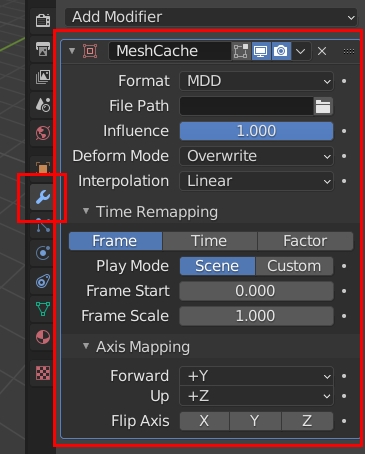 Add Modifier
MeshCache
Format MDD
File Path
Influence 1.000
Deform Mode Overwrite
Interpolation Linear
Time Remapping
Frame Time Factor
Play Mode Scene Custom
Frame Start 0.000
Frame Scale 1.000
Axis Mapping
Forward +Y
Up +Z
Flip Axis X Y Z